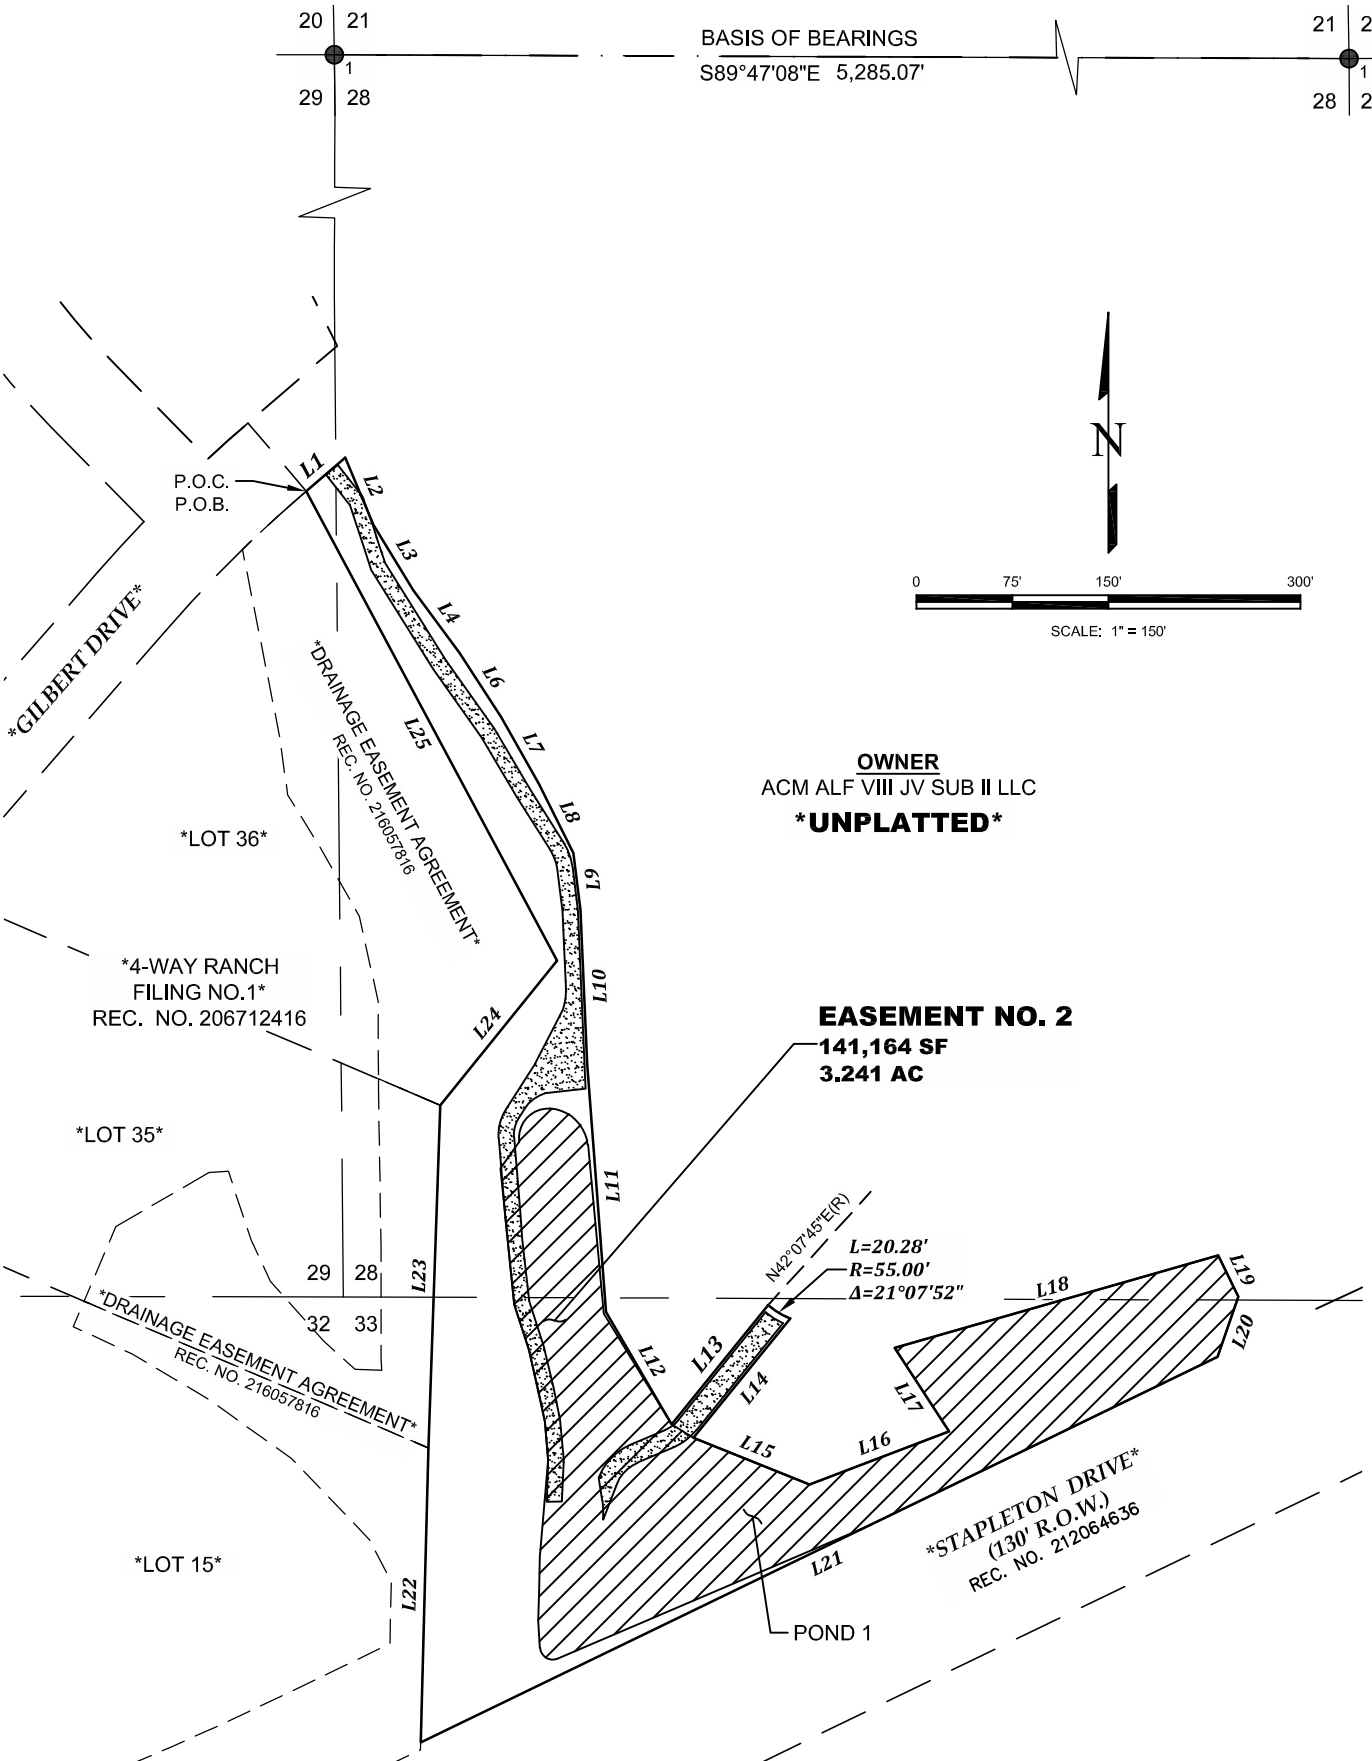 20 21
29 28
1
BASIS OF BEARINGS
S89°47'08"E 5,285.07'
21 2
28 2
1
N
0 75' 150' 300'
SCALE: 1" = 150'
P.O.C.
P.O.B.
L1
L2
L3
L4
L6
L7
L8
L9
L10
L11
L12
L13
L14
L15
L16
L17
L18
L19
L20
L21
L22
L23
L24
L25
*GILBERT DRIVE*
*DRAINAGE EASEMENT AGREEMENT*
REC. NO. 216057816
*LOT 36*
OWNER
ACM ALF VIII JV SUB II LLC
*UNPLATTED*
*4-WAY RANCH
FILING NO.1*
REC. NO. 206712416
EASEMENT NO. 2
141,164 SF
3.241 AC
*LOT 35*
N42°07'45"E(R)
L=20.28'
R=55.00'
Δ=21°07'52"
29 28
32 33
*DRAINAGE EASEMENT AGREEMENT*
REC. NO. 216057816
*STAPLETON DRIVE*
(130' R.O.W.)
REC. NO. 212064636
*LOT 15*
POND 1